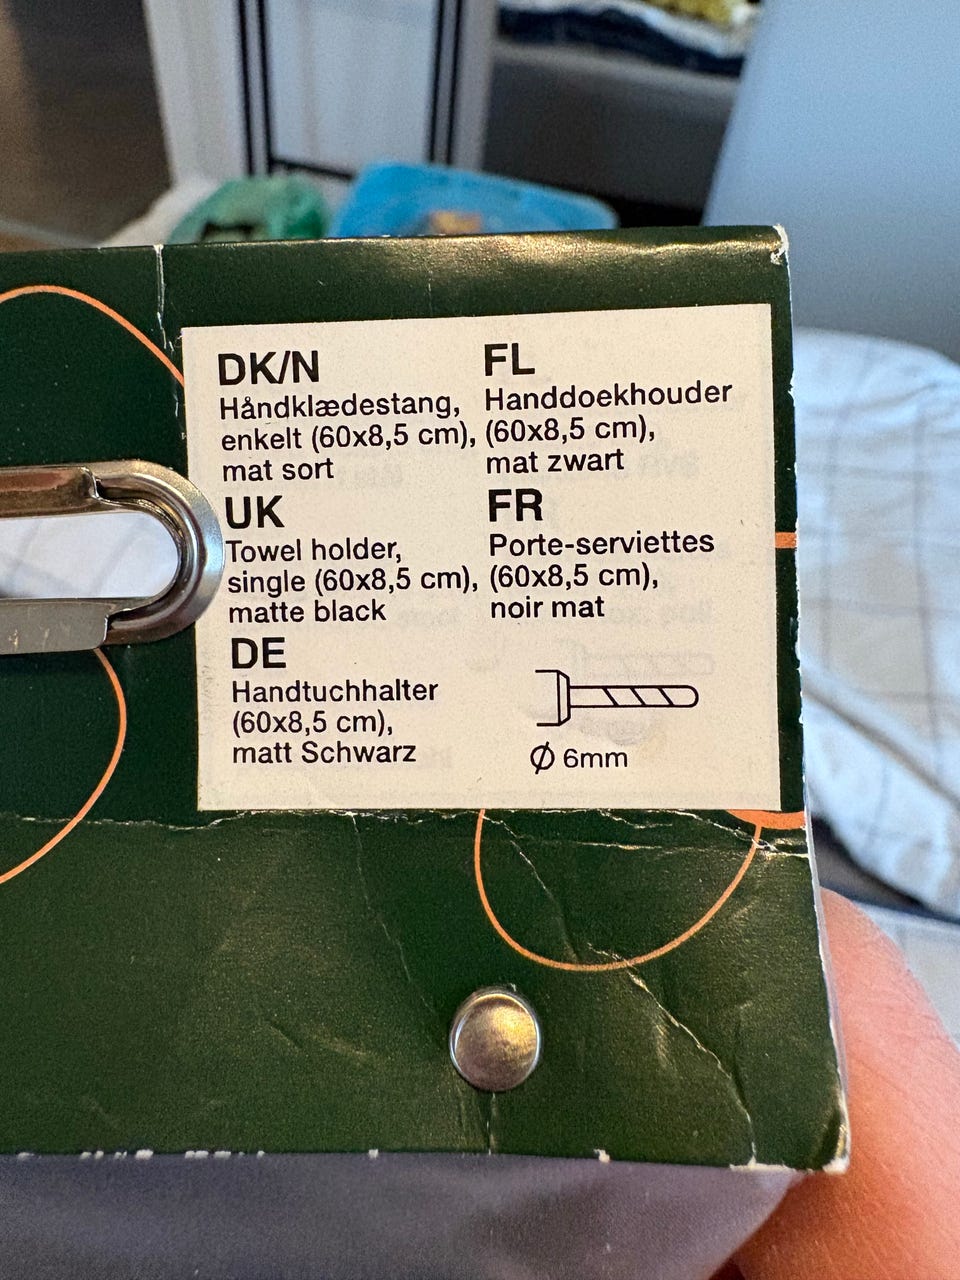 DK/N
Håndklædestang,
enkelt (60x8,5 cm),
mat sort
UK
Towel holder,
single (60x8,5 cm),
matte black
DE
Handtuchhalter
(60x8,5 cm),
matt Schwarz
FL
Handdoekhouder
(60x8,5 cm),
mat zwart
FR
Porte-serviettes
(60x8,5 cm),
noir mat
Ø 6mm